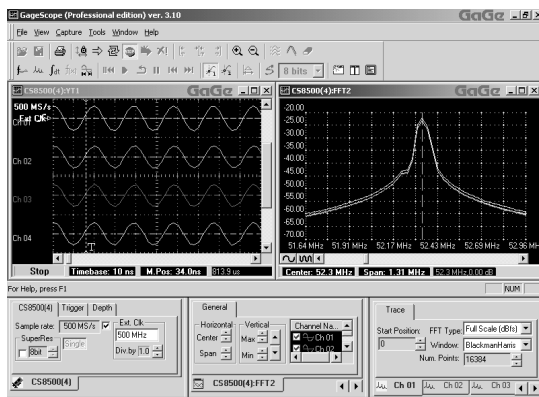 GageScope (Professional edition) ver. 3.10
GaGe
File View Capture Tools Window Help
8 bits
CS8500(4):YT1
GaGe
500 MS/s
Ext Clk
Ch 01
Ch 02
Ch 03
Ch 04
T
Stop Timebase: 10 ns M.Pos: 34.0ns 813.9 us
CS8500(4):FFT2
GaGe
-20.00
-25.00
-30.00
-35.00
-40.00
-45.00
-50.00
-55.00
-60.00
-65.00
-70.00
51.64 MHz 51.91 MHz 52.17 MHz 52.43 MHz 52.69 MHz 52.96 MH
Center: 52.3 MHz Span: 1.31 MHz 52.3 MHz,0.00 dB
For Help, press F1
NUM
CS8500(4) Trigger Depth
Sample rate: 500 MS/s Ext. Clk
500 MHz
SuperRes
8bit Single
Div.by 1.0
CS8500(4)
General
Horizontal Vertical Channel Na...
Center Max Ch 01
Span Min Ch 02
CS8500(4):FFT2
Trace
Start Position: FFT Type: Full Scale (dBfs)
0 Window: BlackmanHarris
Num. Points: 16384
Ch 01 Ch 02 Ch 03